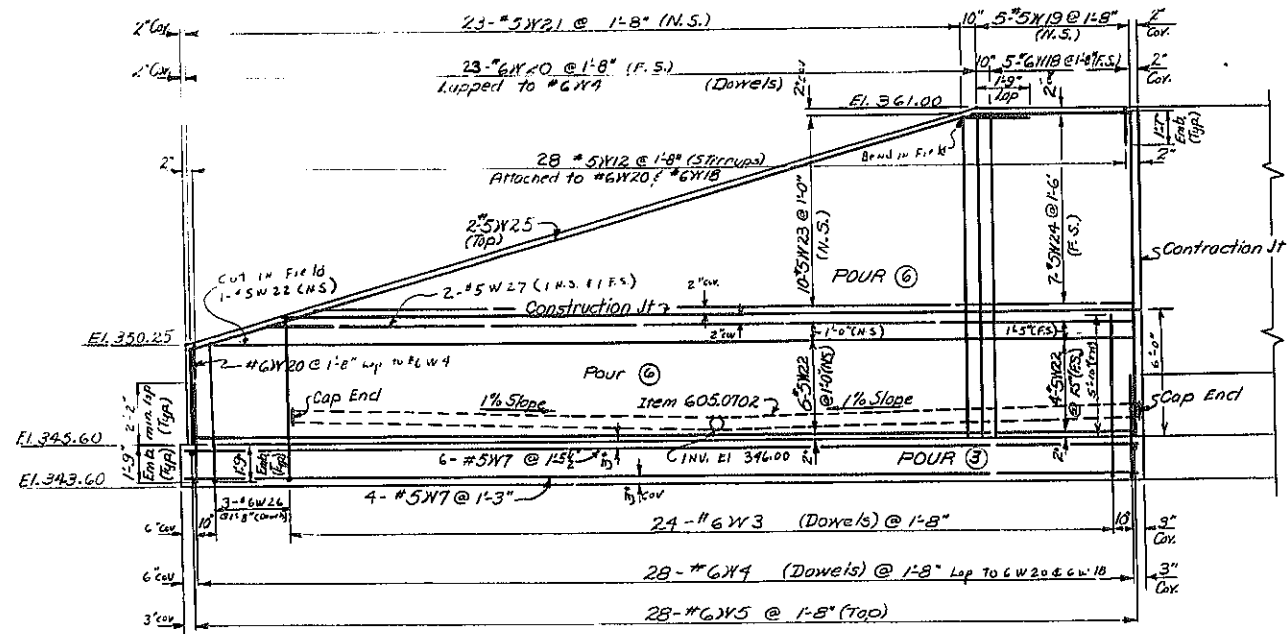 2" Cov.
23-#5W21 @ 1'-8" (N.S.)
10"
5-#5W19 @ 1'-8"
(N.S.)
2"
Cov.
2" Cov.
23-#6W20 @ 1'-8" (F.S.)
Lapped to #6W4
(Dowels)
2" cov
10"
5-#6W18 @ 1'-8" (F.S.)
1'-9"
Lap
2"
Cov.
El. 361.00
Bend in Field
1'-7"
Emb.
(Typ)
2"
2"
28 #5W12 @ 1'-8" (Stirrups)
Attached to #6W20 & #6W18
2-#5W25
(Top)
10-#5W23 @ 1'-0"
(N.S.)
7-#5W24 @ 1'-6"
(F.S.)
Contraction Jt
POUR 6
Cut in Field
1-#5W22 (N.S)
2-#5W27 (1 N.S. & 1 F.S.)
2" cov.
Construction Jt
2" cov
1'-0" (N.S)
1'-5" (F.S)
El. 350.25
#6W20 @ 1'-8" Lap to #6W4
Pour 6
6-5W22
@ 1'-0" (N.S)
4-5W22
6'-0"
Cap End
1% Slope
Item 605.0702
1% Slope
Cap End
2'-2"
min. lap
(Typ)
El. 345.60
6-#5W7 @ 1'-5½"
INV. El 346.00
2"
POUR 3
2"
1'-9"
Emb.
(Typ)
1'-9"
Emb.
(Typ)
El. 343.60
4-#5W7 @ 1'-3"
cov
3-#6W26
@ 1'-8" (Dowels)
6" cov
10"
24-#6W3 (Dowels) @ 1'-8"
10"
9"
Cov.
6" cov
28-#6W4 (Dowels) @ 1'-8" Lap To 6W20 & 6W18
3"
Cov.
3" cov
28-#6W5 @ 1'-8" (Top)